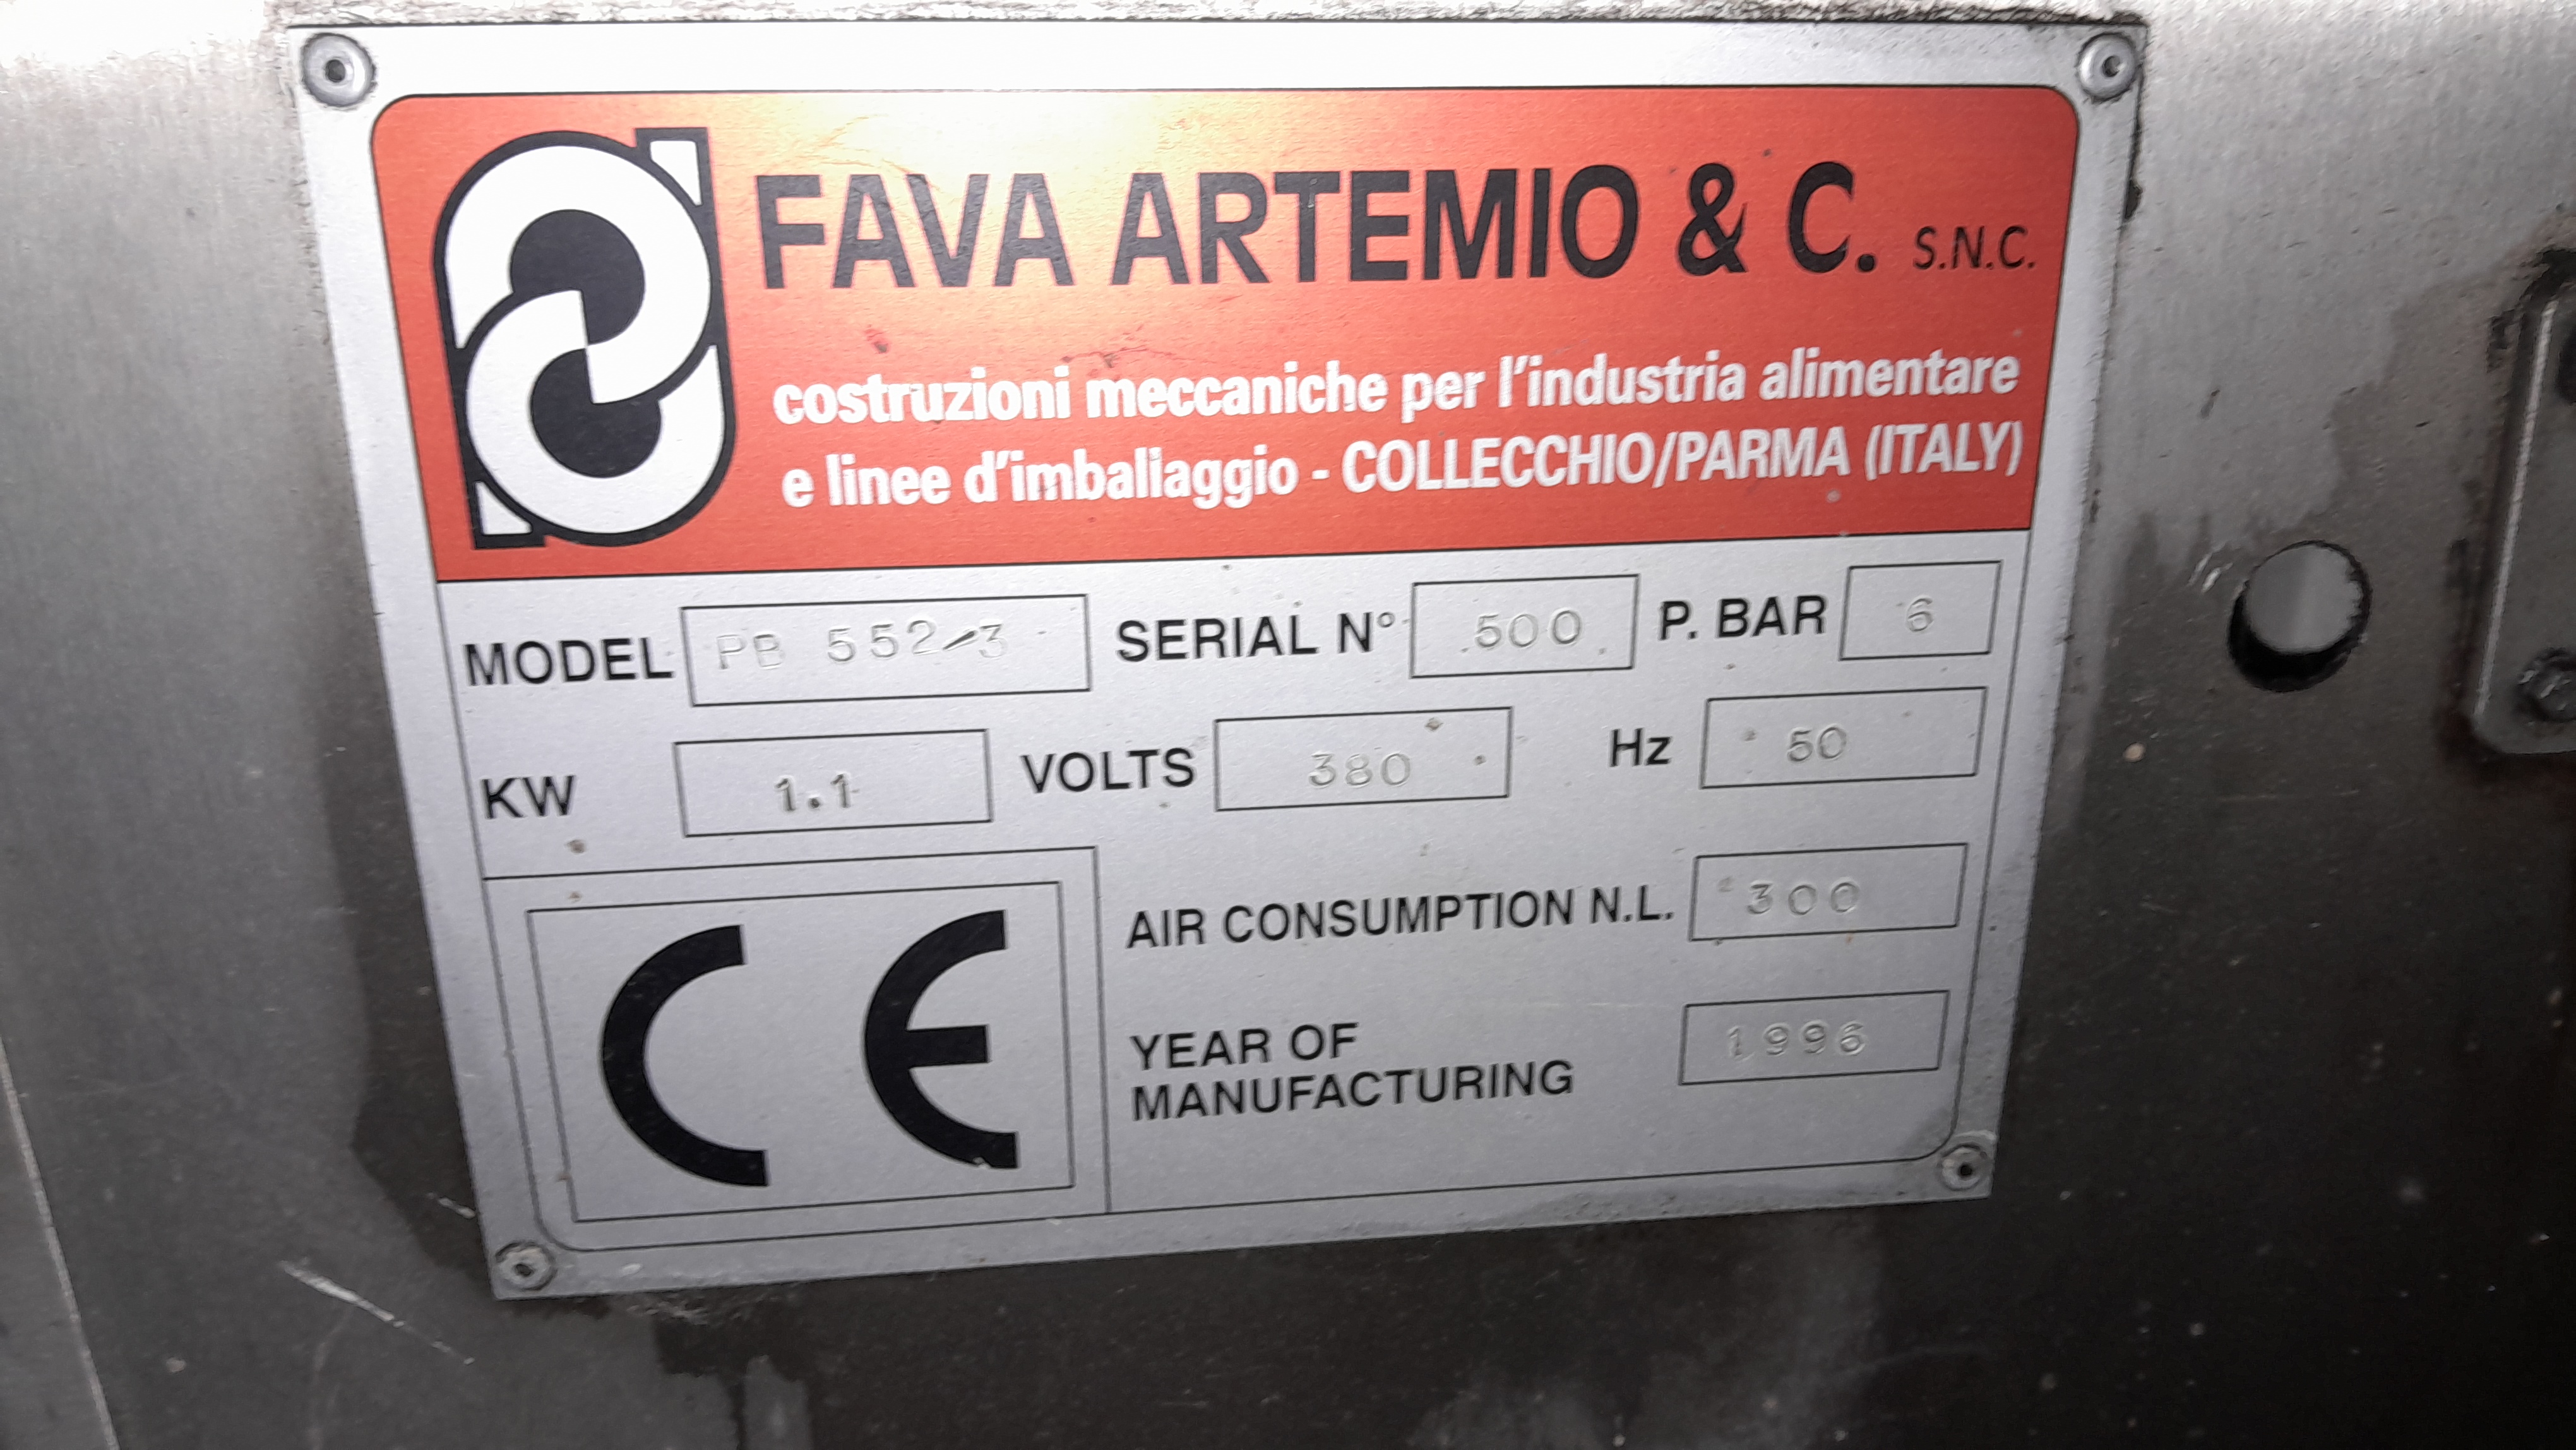 FAVA ARTEMIO & C. S.N.C.
costruzioni meccaniche per l'industria alimentare
e linee d'imballaggio - COLLECCHIO/PARMA (ITALY)
MODEL PB 552/3 SERIAL N° 500 P. BAR 6
KW 1.1 VOLTS 380 Hz 50
AIR CONSUMPTION N.L. 300
CE
YEAR OF
MANUFACTURING 1996